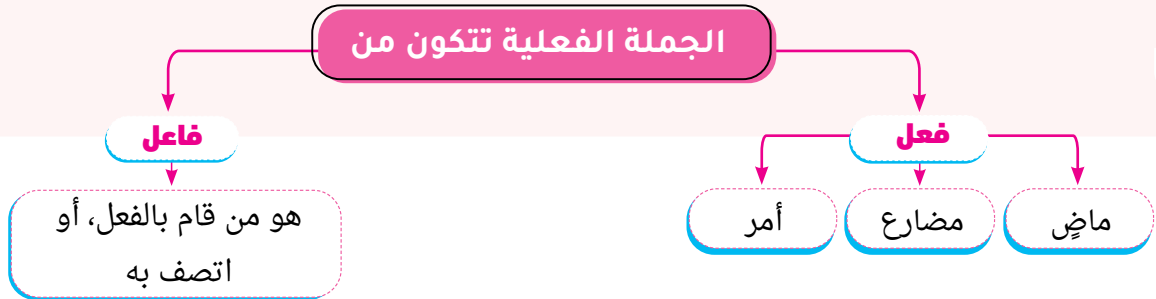 الجملة الفعلية تتكون من
فعل
فاعل
ماضٍ
مضارع
أمر
هو من قام بالفعل، أو
اتصف به